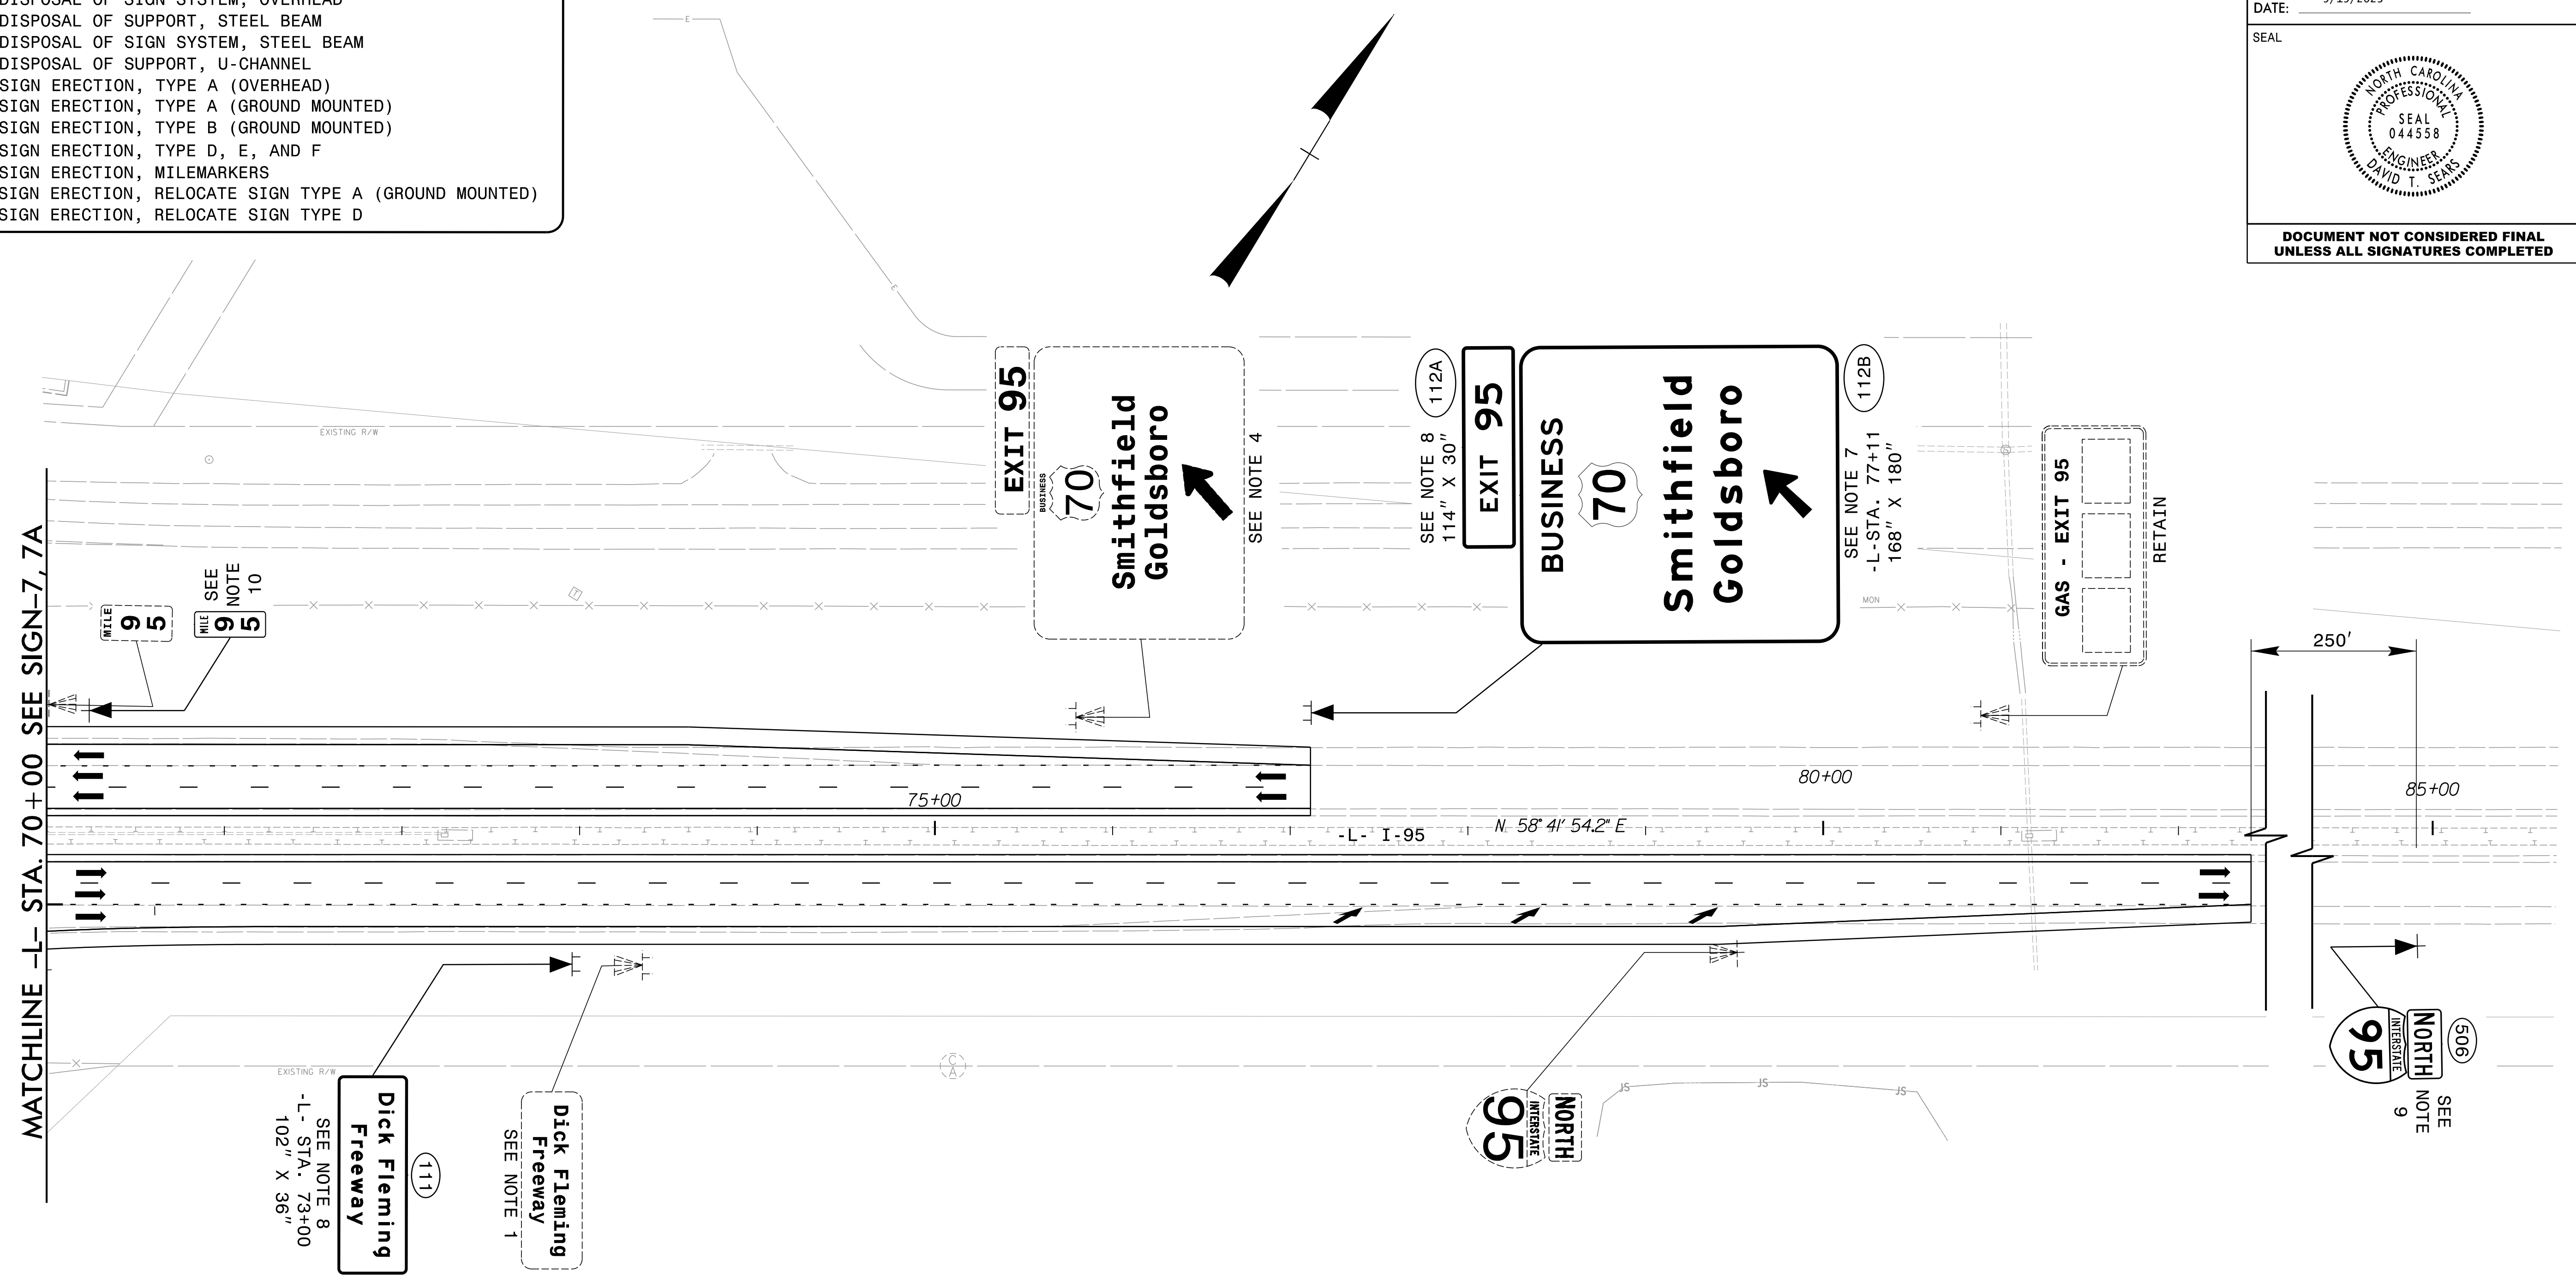 DISPOSAL OF SIGN SYSTEM, OVERHEAD
DISPOSAL OF SUPPORT, STEEL BEAM
DISPOSAL OF SIGN SYSTEM, STEEL BEAM
DISPOSAL OF SUPPORT, U-CHANNEL
SIGN ERECTION, TYPE A (OVERHEAD)
SIGN ERECTION, TYPE A (GROUND MOUNTED)
SIGN ERECTION, TYPE B (GROUND MOUNTED)
SIGN ERECTION, TYPE D, E, AND F
SIGN ERECTION, MILEMARKERS
SIGN ERECTION, RELOCATE SIGN TYPE A (GROUND MOUNTED)
SIGN ERECTION, RELOCATE SIGN TYPE D
DATE:
SEAL
NORTH CAROLINA
PROFESSIONAL
SEAL
044558
ENGINEER
DAVID T. SEARS
DOCUMENT NOT CONSIDERED FINAL
UNLESS ALL SIGNATURES COMPLETED
E
E
EXISTING R/W
MATCHLINE -L- STA. 70+00 SEE SIGN-7, 7A
MILE
9
5
MILE
9
5
SEE
NOTE
10
EXIT 95
BUSINESS
70
Smithfield
Goldsboro
SEE NOTE 4
112A
SEE NOTE 8
114" X 30"
EXIT 95
BUSINESS
70
Smithfield
Goldsboro
112B
SEE NOTE 7
-L-STA. 77+11
168" X 180"
MON
GAS - EXIT 95
RETAIN
250'
75+00
80+00
85+00
-L- I-95
N 58° 41' 54.2" E
EXISTING R/W
111
Dick Fleming
Freeway
SEE NOTE 8
-L- STA. 73+00
102" X 36"
Dick Fleming
Freeway
SEE NOTE 1
C
A
NORTH
INTERSTATE
95
JS
JS
JS
506
NORTH
INTERSTATE
95
SEE
NOTE
9